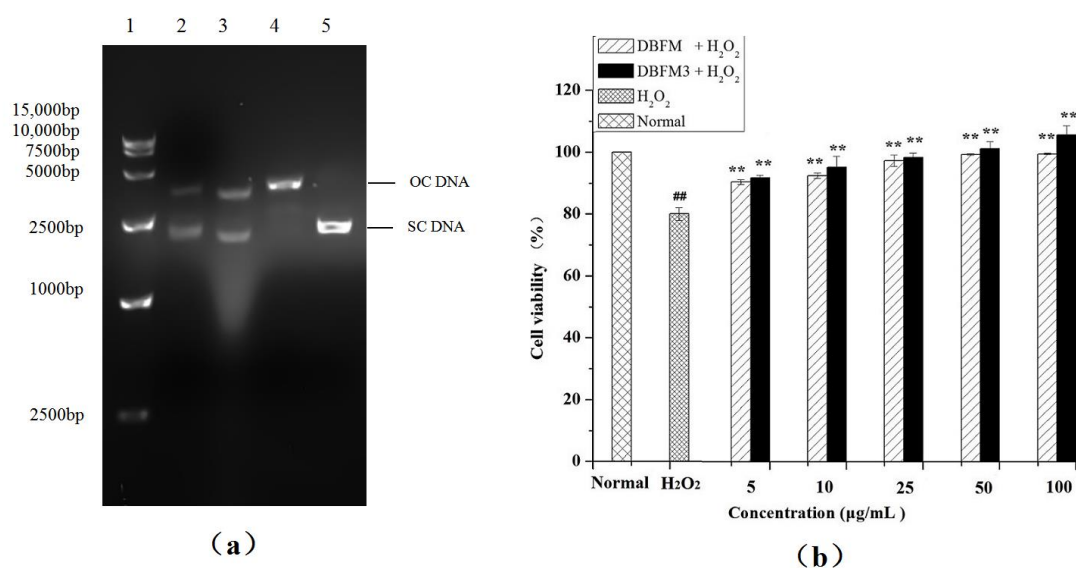 1 2 3 4 5
15,000bp
10,000bp
7500bp
5000bp
2500bp
1000bp
2500bp
OC DNA
SC DNA
(a)
DBFM + H₂O₂
DBFM3 + H₂O₂
H₂O₂
Normal
Cell viability (%)
120
100
80
60
40
20
0
##
** **
** **
** **
** **
** **
Normal H₂O₂ 5 10 25 50 100
Concentration (µg/mL )
(b)